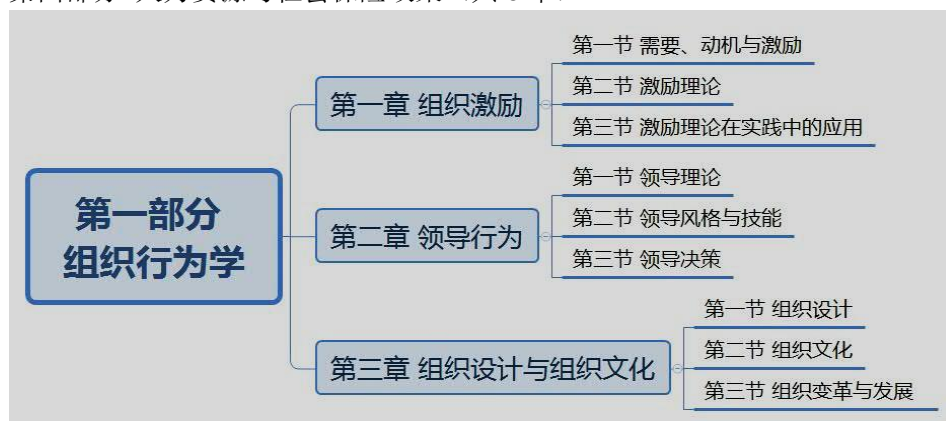 第一部分
组织行为学
第一章 组织激励
第一节 需要、动机与激励
第二节 激励理论
第三节 激励理论在实践中的应用
第二章 领导行为
第一节 领导理论
第二节 领导风格与技能
第三节 领导决策
第三章 组织设计与组织文化
第一节 组织设计
第二节 组织文化
第三节 组织变革与发展